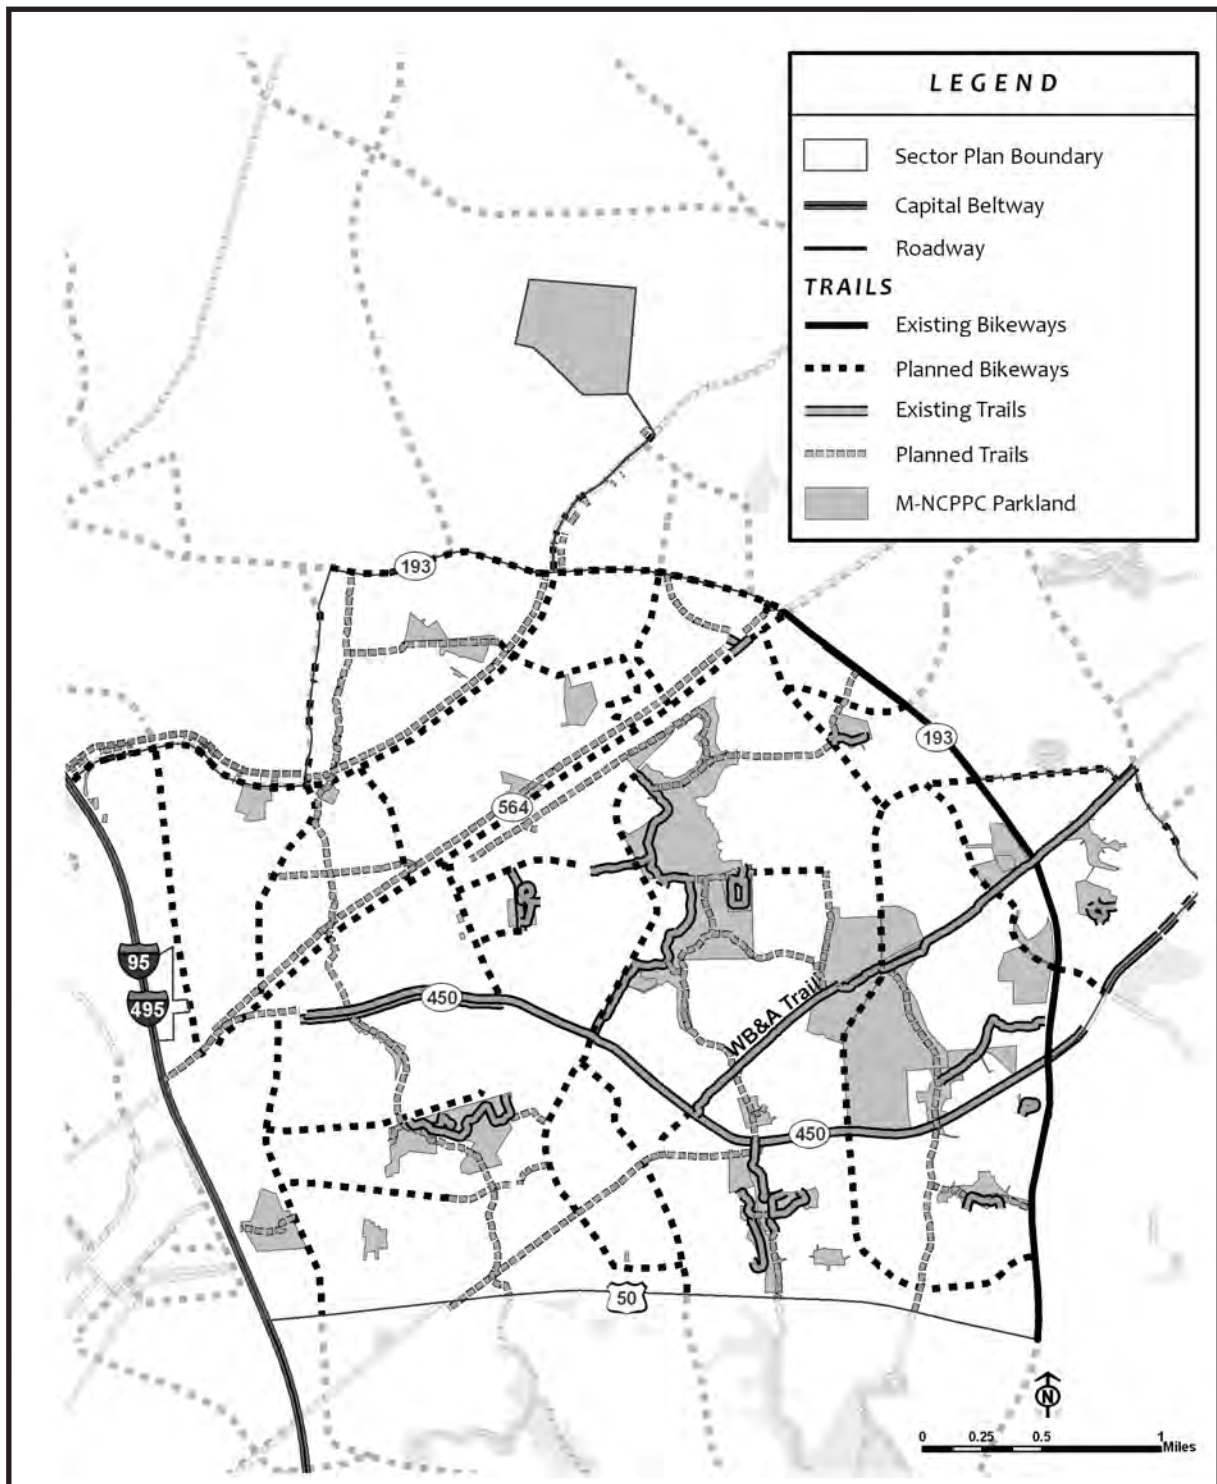 LEGEND
Sector Plan Boundary
Capital Beltway
Roadway
TRAILS
Existing Bikeways
Planned Bikeways
Existing Trails
Planned Trails
M-NCPPC Parkland
193
193
564
95
495
450
WB&A Trail
450
50
N
0 0.25 0.5 1
Miles